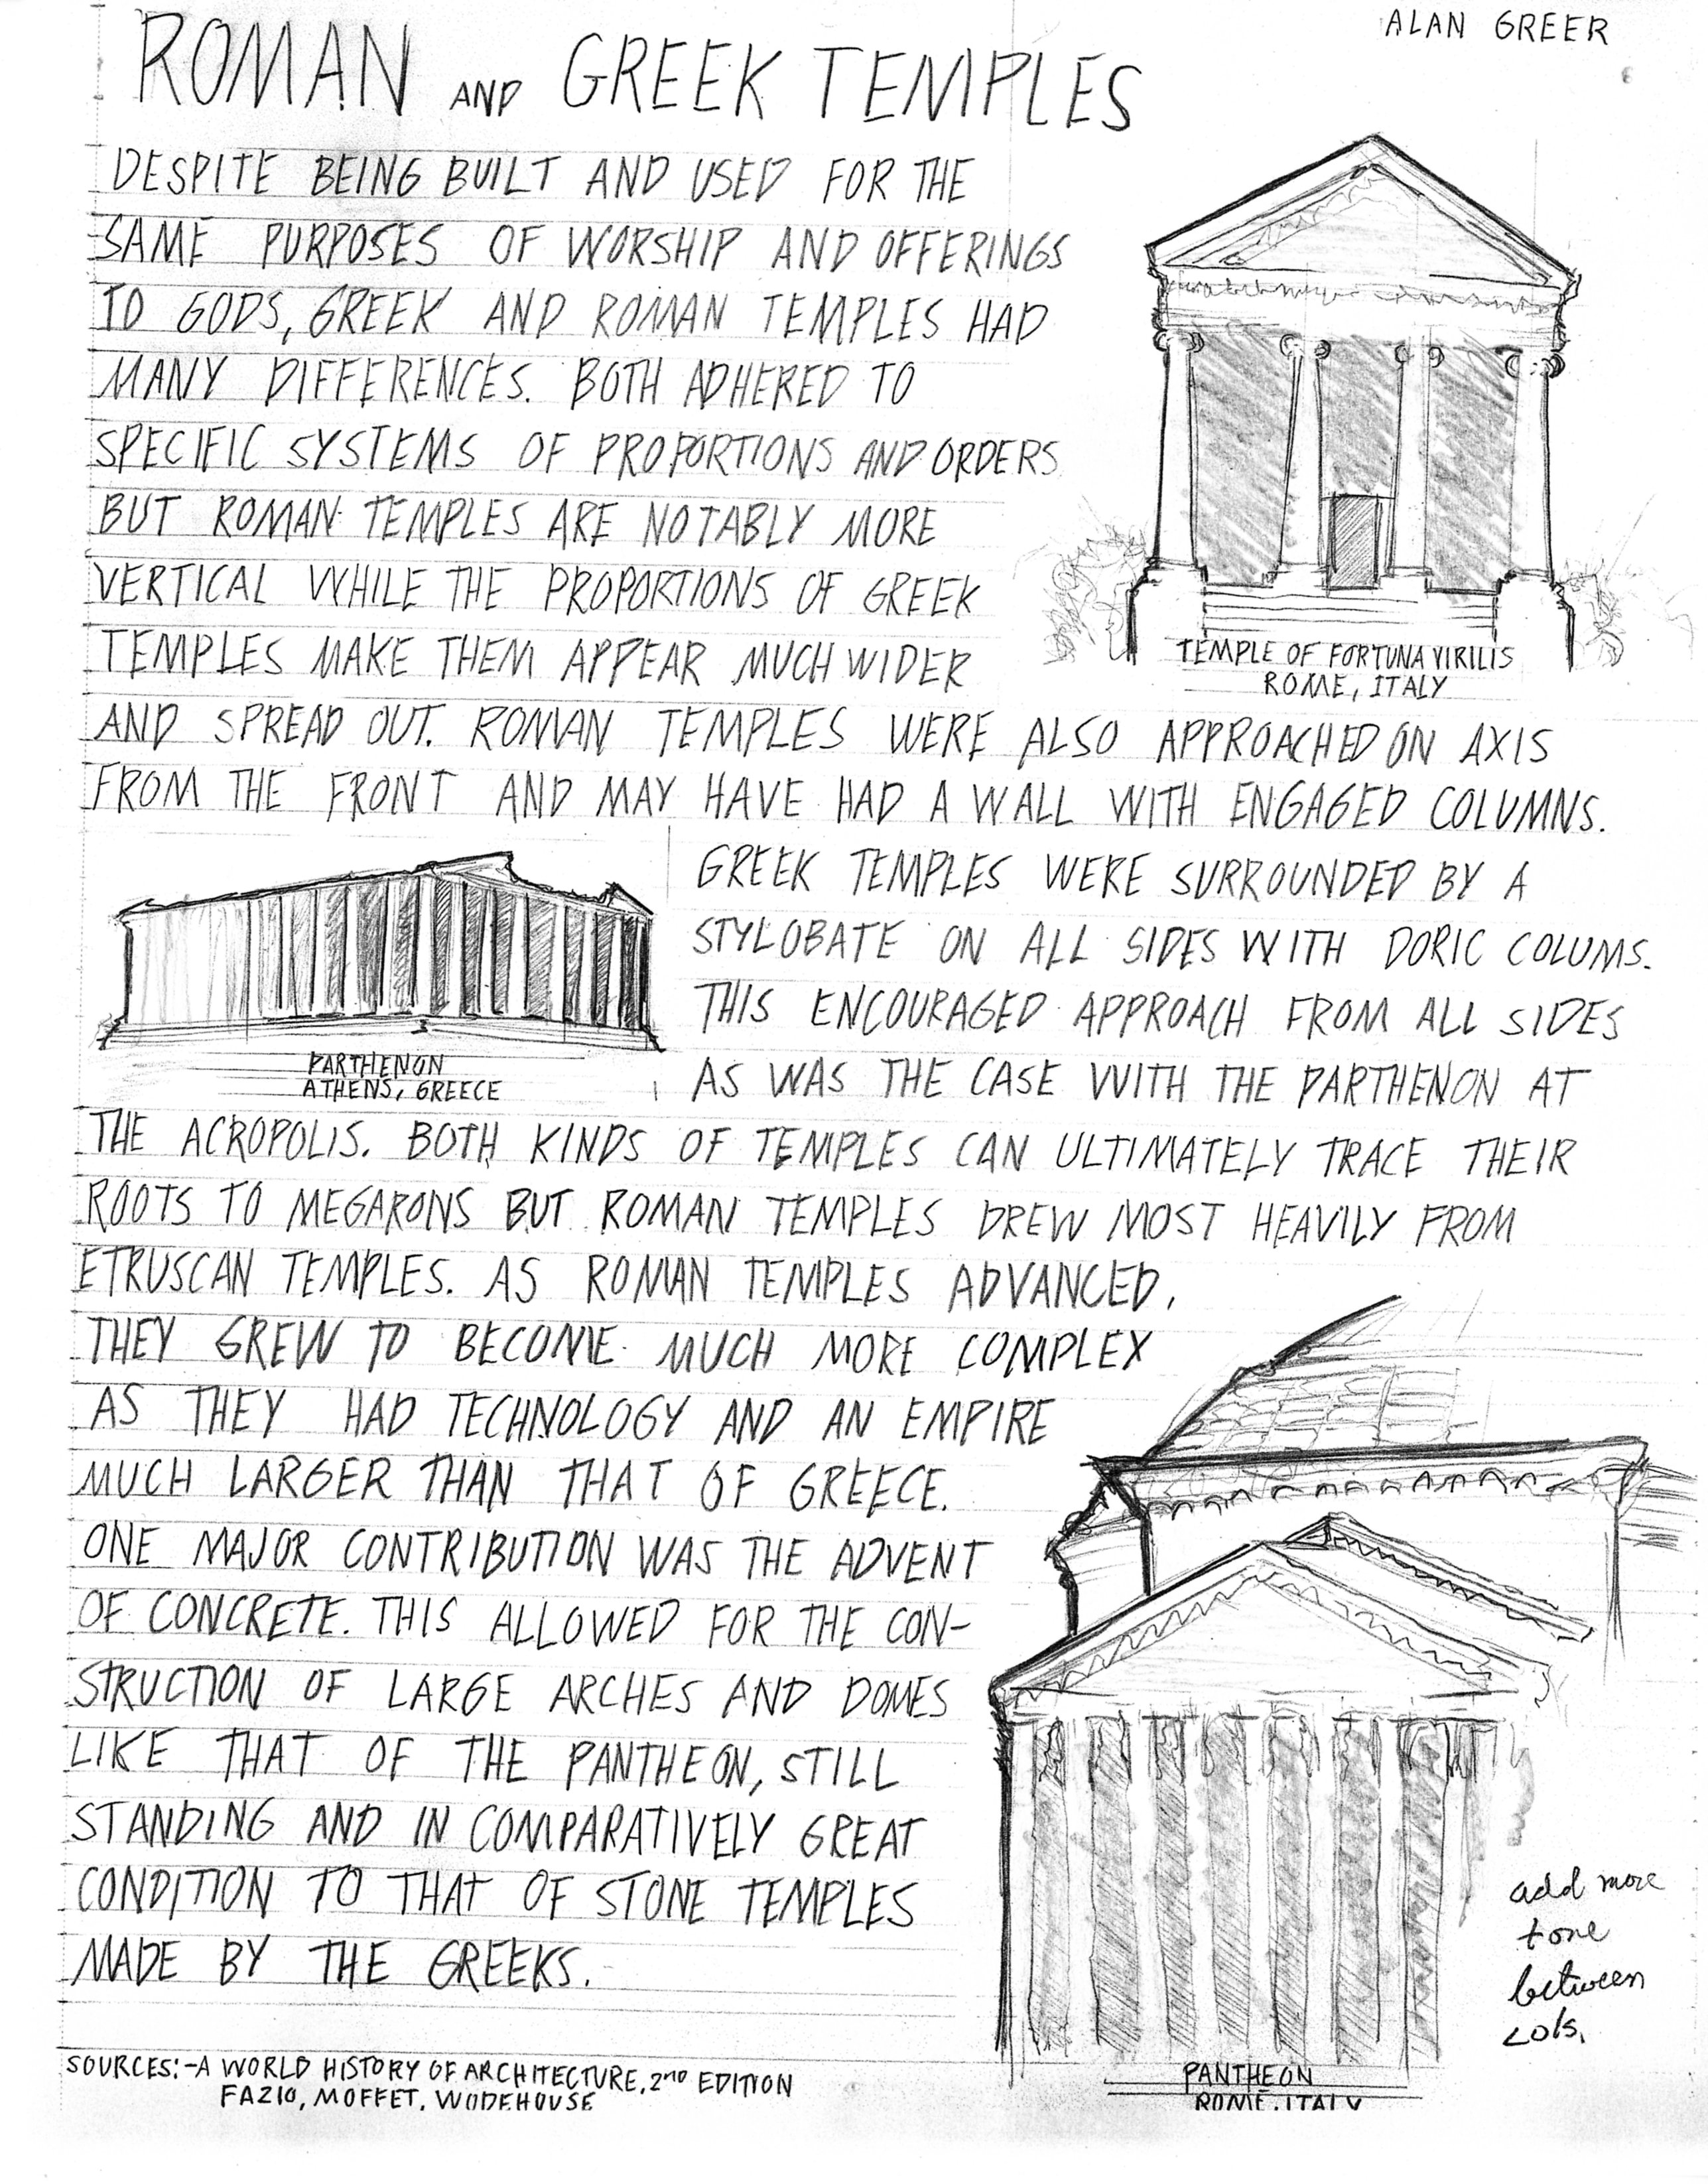 ALAN GREER
ROMAN AND GREEK TEMPLES
DESPITE BEING BUILT AND USED FOR THE
SAME PURPOSES OF WORSHIP AND OFFERINGS
TO GODS, GREEK AND ROMAN TEMPLES HAD
MANY DIFFERENCES. BOTH ADHERED TO
SPECIFIC SYSTEMS OF PROPORTIONS AND ORDERS
BUT ROMAN TEMPLES ARE NOTABLY MORE
VERTICAL WHILE THE PROPORTIONS OF GREEK
TEMPLES MAKE THEM APPEAR MUCH WIDER
TEMPLE OF FORTUNA VIRILIS
ROME, ITALY
AND SPREAD OUT. ROMAN TEMPLES WERE ALSO APPROACHED ON AXIS
FROM THE FRONT AND MAY HAVE HAD A WALL WITH ENGAGED COLUMNS.
GREEK TEMPLES WERE SURROUNDED BY A
STYLOBATE ON ALL SIDES WITH DORIC COLUMS.
THIS ENCOURAGED APPROACH FROM ALL SIDES
AS WAS THE CASE WITH THE PARTHENON AT
PARTHENON
ATHENS, GREECE
THE ACROPOLIS. BOTH KINDS OF TEMPLES CAN ULTIMATELY TRACE THEIR
ROOTS TO MEGARONS BUT ROMAN TEMPLES DREW MOST HEAVILY FROM
ETRUSCAN TEMPLES. AS ROMAN TEMPLES ADVANCED,
THEY GREW TO BECOME MUCH MORE COMPLEX
AS THEY HAD TECHNOLOGY AND AN EMPIRE
MUCH LARGER THAN THAT OF GREECE.
ONE MAJOR CONTRIBUTION WAS THE ADVENT
OF CONCRETE. THIS ALLOWED FOR THE CON-
STRUCTION OF LARGE ARCHES AND DOMES
LIKE THAT OF THE PANTHEON, STILL
STANDING AND IN COMPARATIVELY GREAT
CONDITION TO THAT OF STONE TEMPLES
MADE BY THE GREEKS.
add more
tone
between
cols.
PANTHEON
ROME, ITALY
SOURCES:-A WORLD HISTORY OF ARCHITECTURE, 2ND EDITION
FAZIO, MOFFET, WODEHOUSE